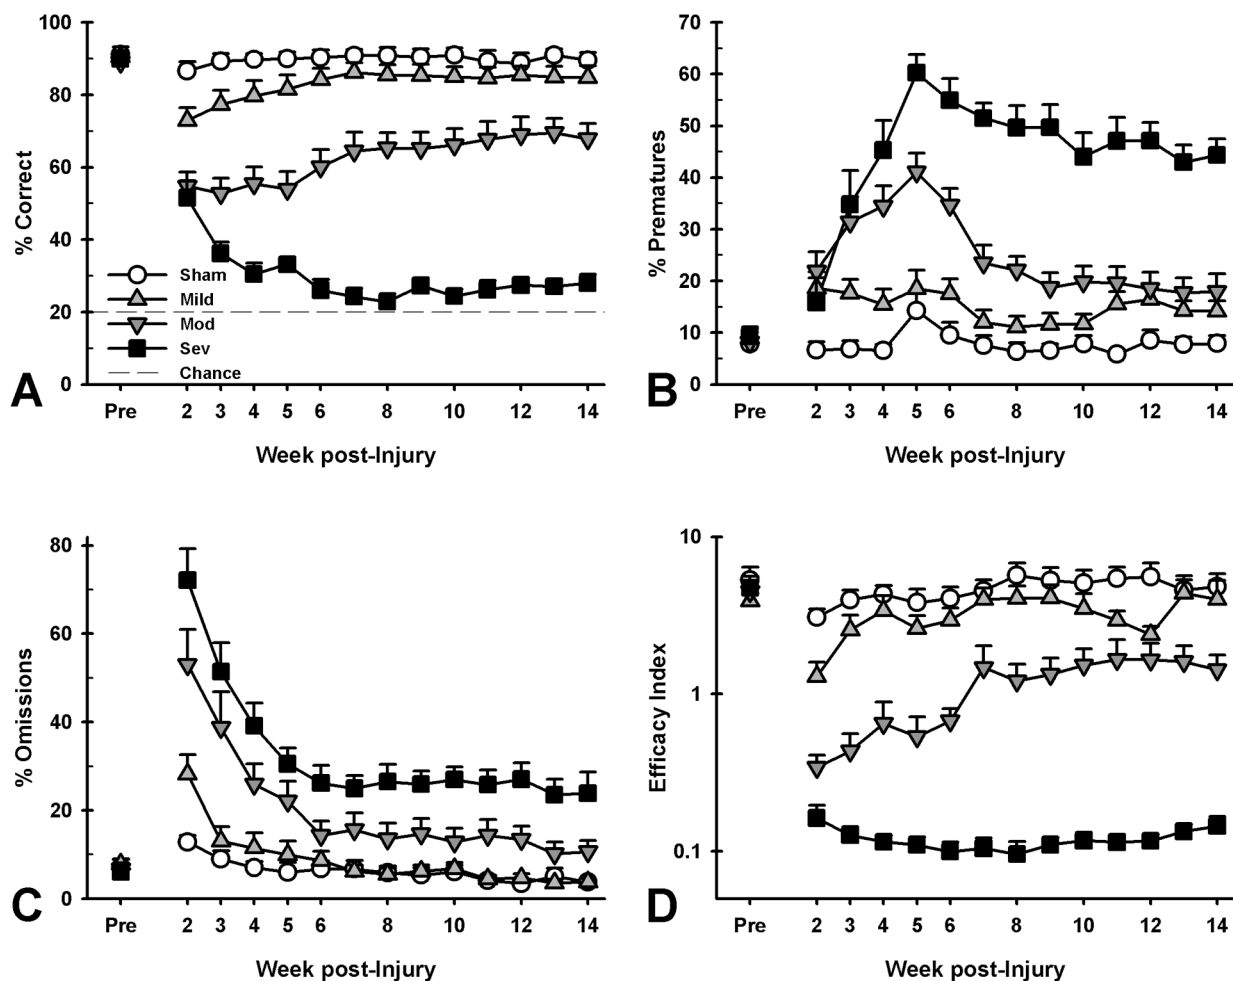 % Correct
100
80
60
40
20
0
Sham
Mild
Mod
Sev
Chance
A
Pre 2 3 4 5 6 8 10 12 14
Week post-Injury
% Prematures
70
60
50
40
30
20
10
0
B
Pre 2 3 4 5 6 8 10 12 14
Week post-Injury
% Omissions
80
60
40
20
0
C
Pre 2 3 4 5 6 8 10 12 14
Week post-Injury
Efficacy Index
10
1
0.1
D
Pre 2 3 4 5 6 8 10 12 14
Week post-Injury